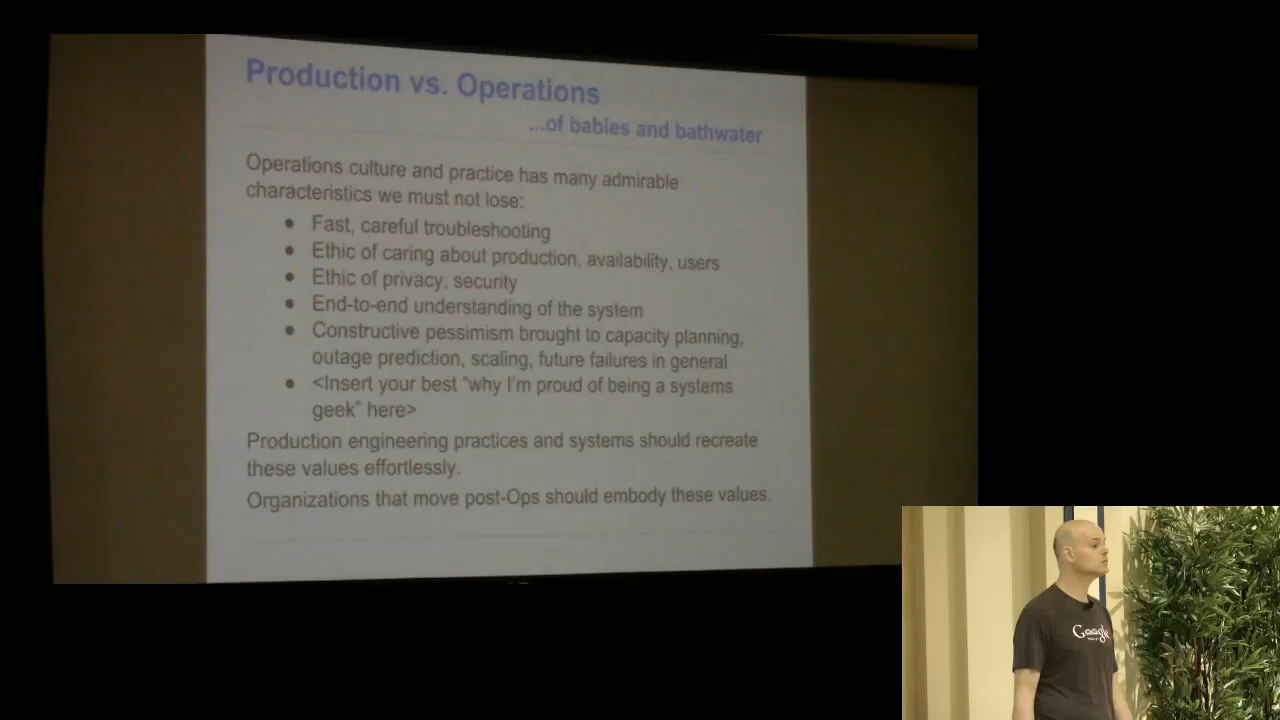 Production vs. Operations
...of babies and bathwater
Operations culture and practice has many admirable
characteristics we must not lose:
• Fast, careful troubleshooting
• Ethic of caring about production, availability, users
• Ethic of privacy, security
• End-to-end understanding of the system
• Constructive pessimism brought to capacity planning,
outage prediction, scaling, future failures in general
• <Insert your best "why I'm proud of being a systems
geek" here>
Production engineering practices and systems should recreate
these values effortlessly.
Organizations that move post-Ops should embody these values.
Google